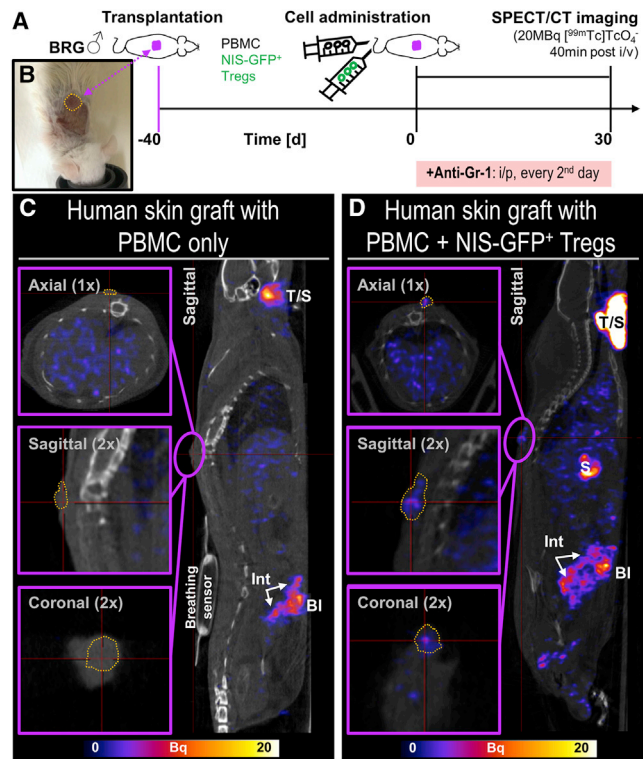 A
Transplantation
Cell administration
SPECT/CT imaging
(20MBq [⁹⁹ᵐTc]TcO₄⁻
40min post i/v)
BRG ♂
PBMC
NIS-GFP⁺
Tregs
B
-40
Time [d]
0
30
+Anti-Gr-1: i/p, every 2ⁿᵈ day
C
Human skin graft with
PBMC only
Axial (1x)
Sagittal
T/S
Sagittal (2x)
Breathing
sensor
Int
Bl
Coronal (2x)
0
Bq
20
D
Human skin graft with
PBMC + NIS-GFP⁺ Tregs
Axial (1x)
Sagittal
T/S
Sagittal (2x)
S
Int
Bl
Coronal (2x)
0
Bq
20